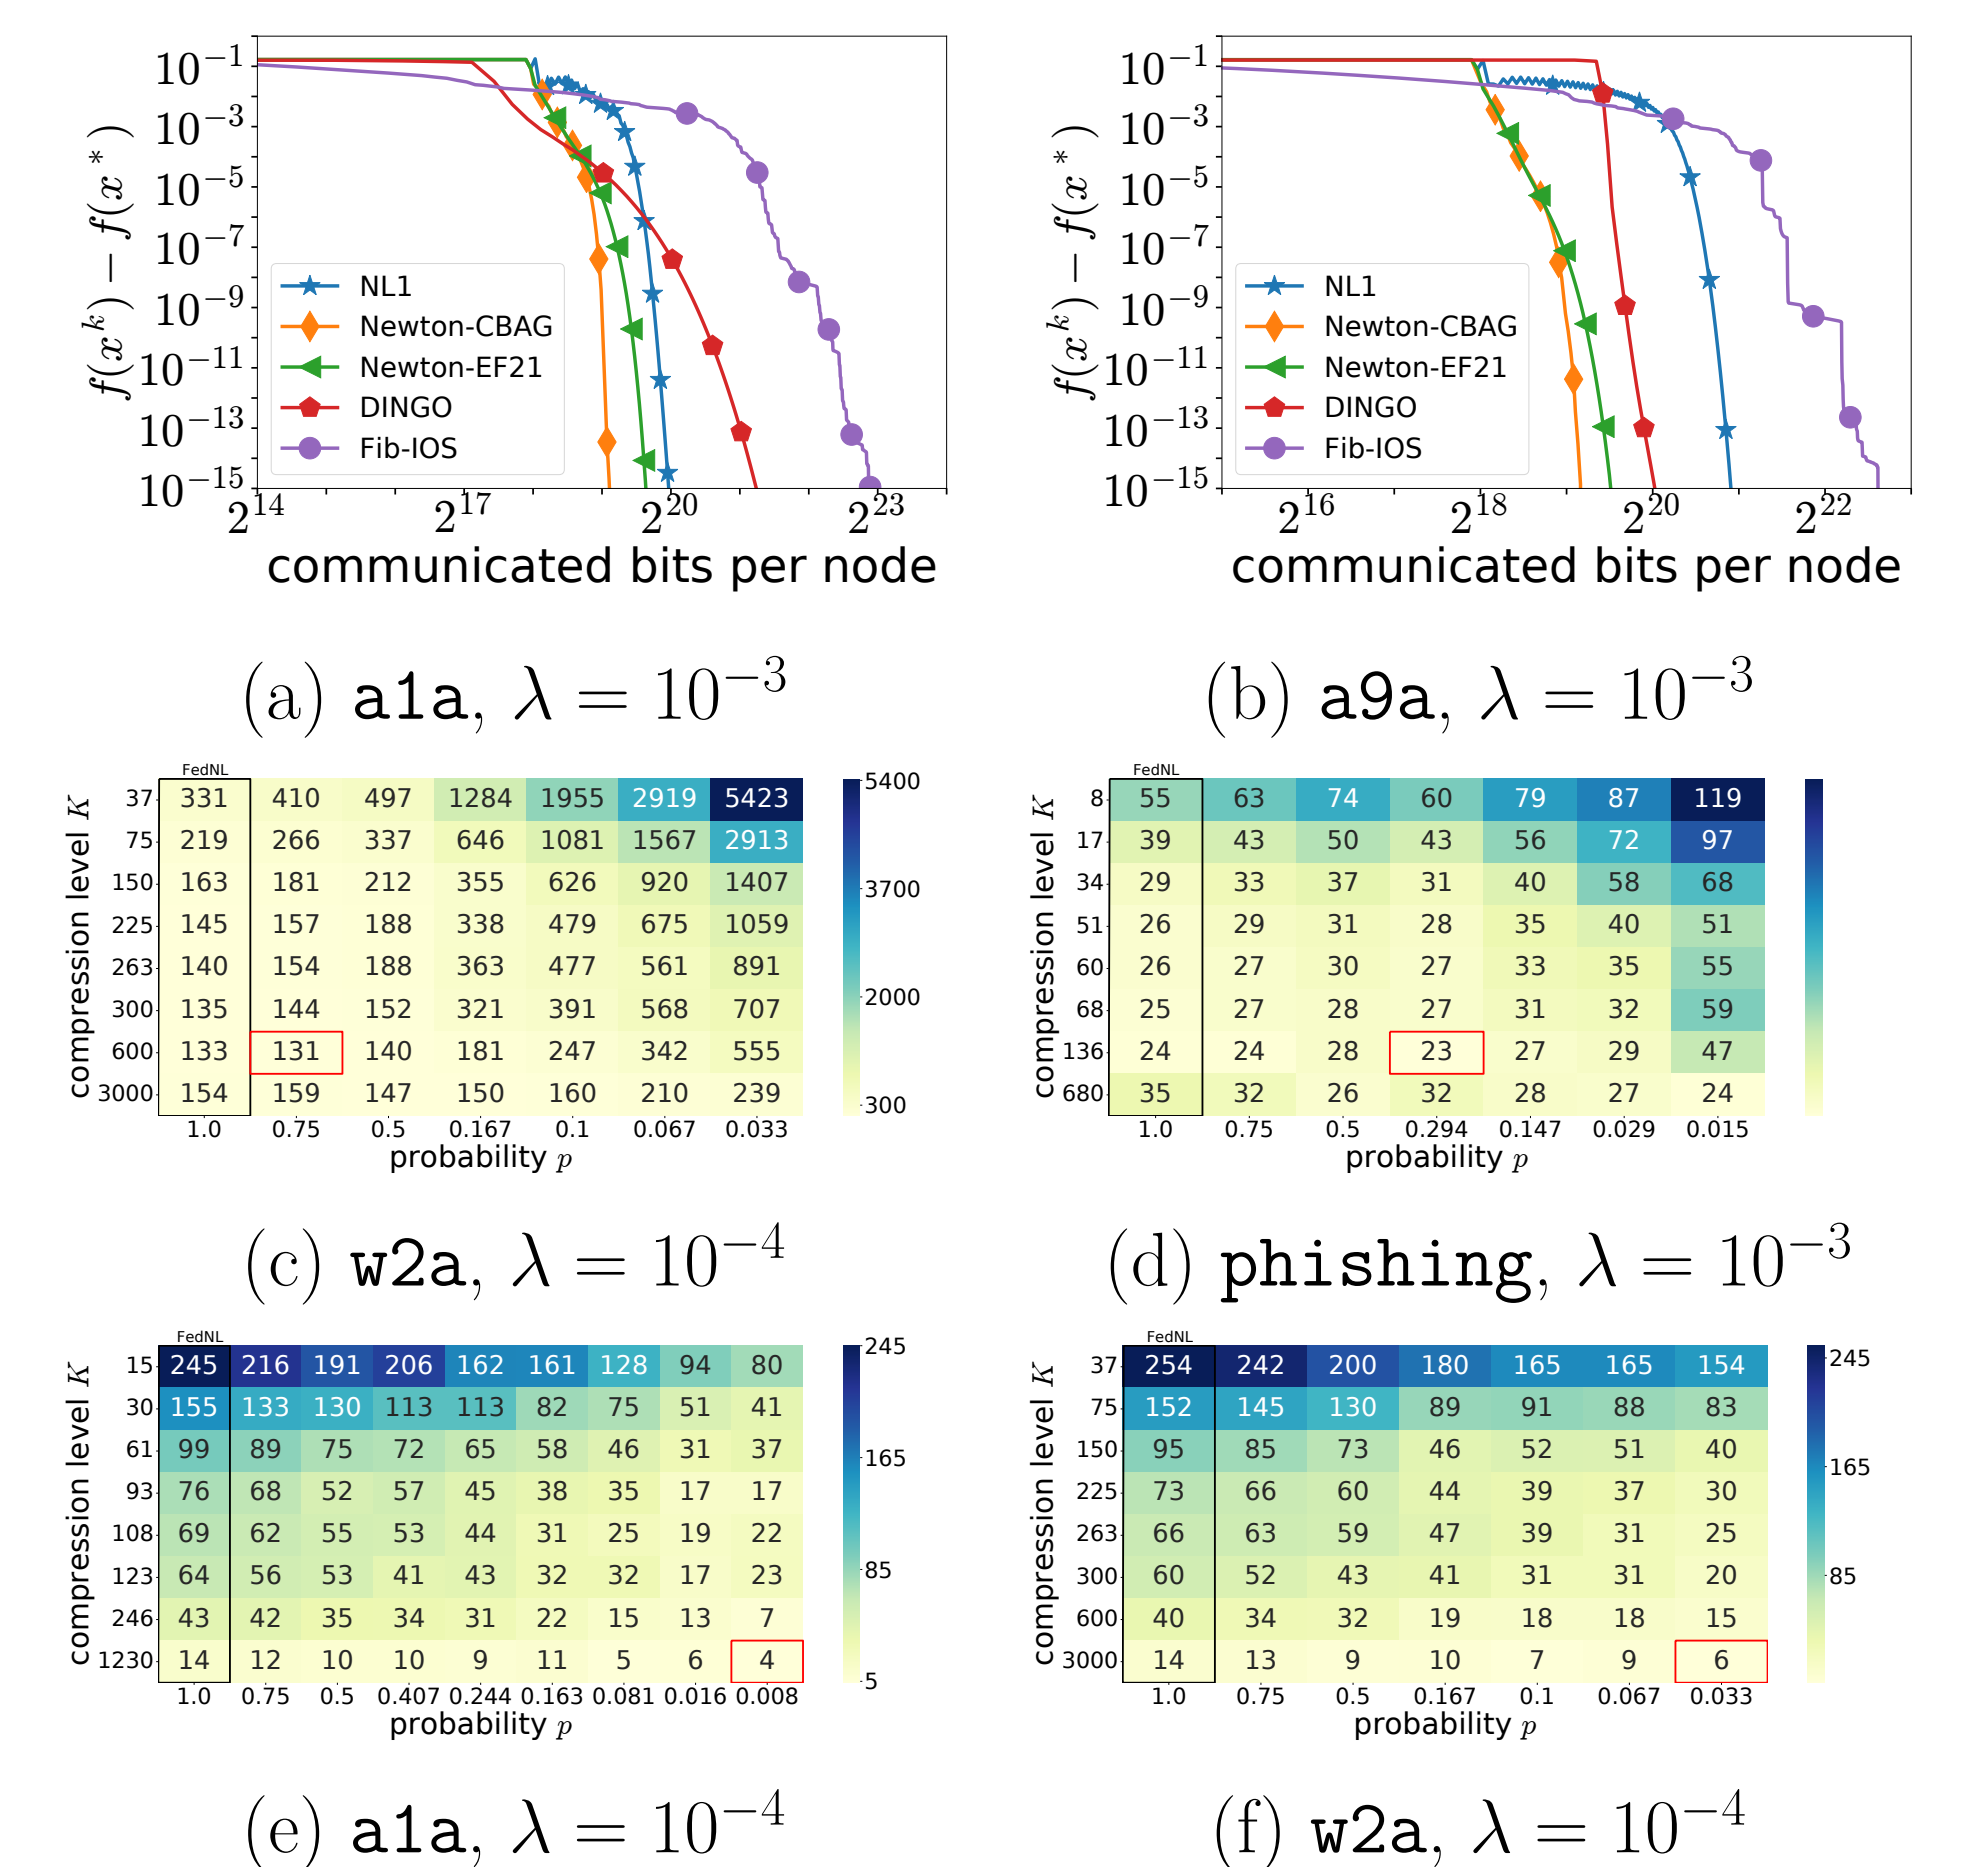 f(x^k) − f(x^*)
10^−1
10^−3
10^−5
10^−7
10^−9
10^−11
10^−13
10^−15
NL1
Newton-CBAG
Newton-EF21
DINGO
Fib-IOS
2^14 2^17 2^20 2^23
communicated bits per node
(a) a1a, λ = 10^−3
f(x^k) − f(x^*)
10^−1
10^−3
10^−5
10^−7
10^−9
10^−11
10^−13
10^−15
NL1
Newton-CBAG
Newton-EF21
DINGO
Fib-IOS
2^16 2^18 2^20 2^22
communicated bits per node
(b) a9a, λ = 10^−3
FedNL
compression level K
37 331 410 497 1284 1955 2919 5423
75 219 266 337 646 1081 1567 2913
150 163 181 212 355 626 920 1407
225 145 157 188 338 479 675 1059
263 140 154 188 363 477 561 891
300 135 144 152 321 391 568 707
600 133 131 140 181 247 342 555
3000 154 159 147 150 160 210 239
1.0 0.75 0.5 0.167 0.1 0.067 0.033
probability p
5400
3700
2000
300
(c) w2a, λ = 10^−4
FedNL
compression level K
8 55 63 74 60 79 87 119
17 39 43 50 43 56 72 97
34 29 33 37 31 40 58 68
51 26 29 31 28 35 40 51
60 26 27 30 27 33 35 55
68 25 27 28 27 31 32 59
136 24 24 28 23 27 29 47
680 35 32 26 32 28 27 24
1.0 0.75 0.5 0.294 0.147 0.029 0.015
probability p
(d) phishing, λ = 10^−3
FedNL
compression level K
15 245 216 191 206 162 161 128 94 80
30 155 133 130 113 113 82 75 51 41
61 99 89 75 72 65 58 46 31 37
93 76 68 52 57 45 38 35 17 17
108 69 62 55 53 44 31 25 19 22
123 64 56 53 41 43 32 32 17 23
246 43 42 35 34 31 22 15 13 7
1230 14 12 10 10 9 11 5 6 4
1.0 0.75 0.5 0.407 0.244 0.163 0.081 0.016 0.008
probability p
245
165
85
5
(e) a1a, λ = 10^−4
FedNL
compression level K
37 254 242 200 180 165 165 154
75 152 145 130 89 91 88 83
150 95 85 73 46 52 51 40
225 73 66 60 44 39 37 30
263 66 63 59 47 39 31 25
300 60 52 43 41 31 31 20
600 40 34 32 19 18 18 15
3000 14 13 9 10 7 9 6
1.0 0.75 0.5 0.167 0.1 0.067 0.033
probability p
245
165
85
(f) w2a, λ = 10^−4